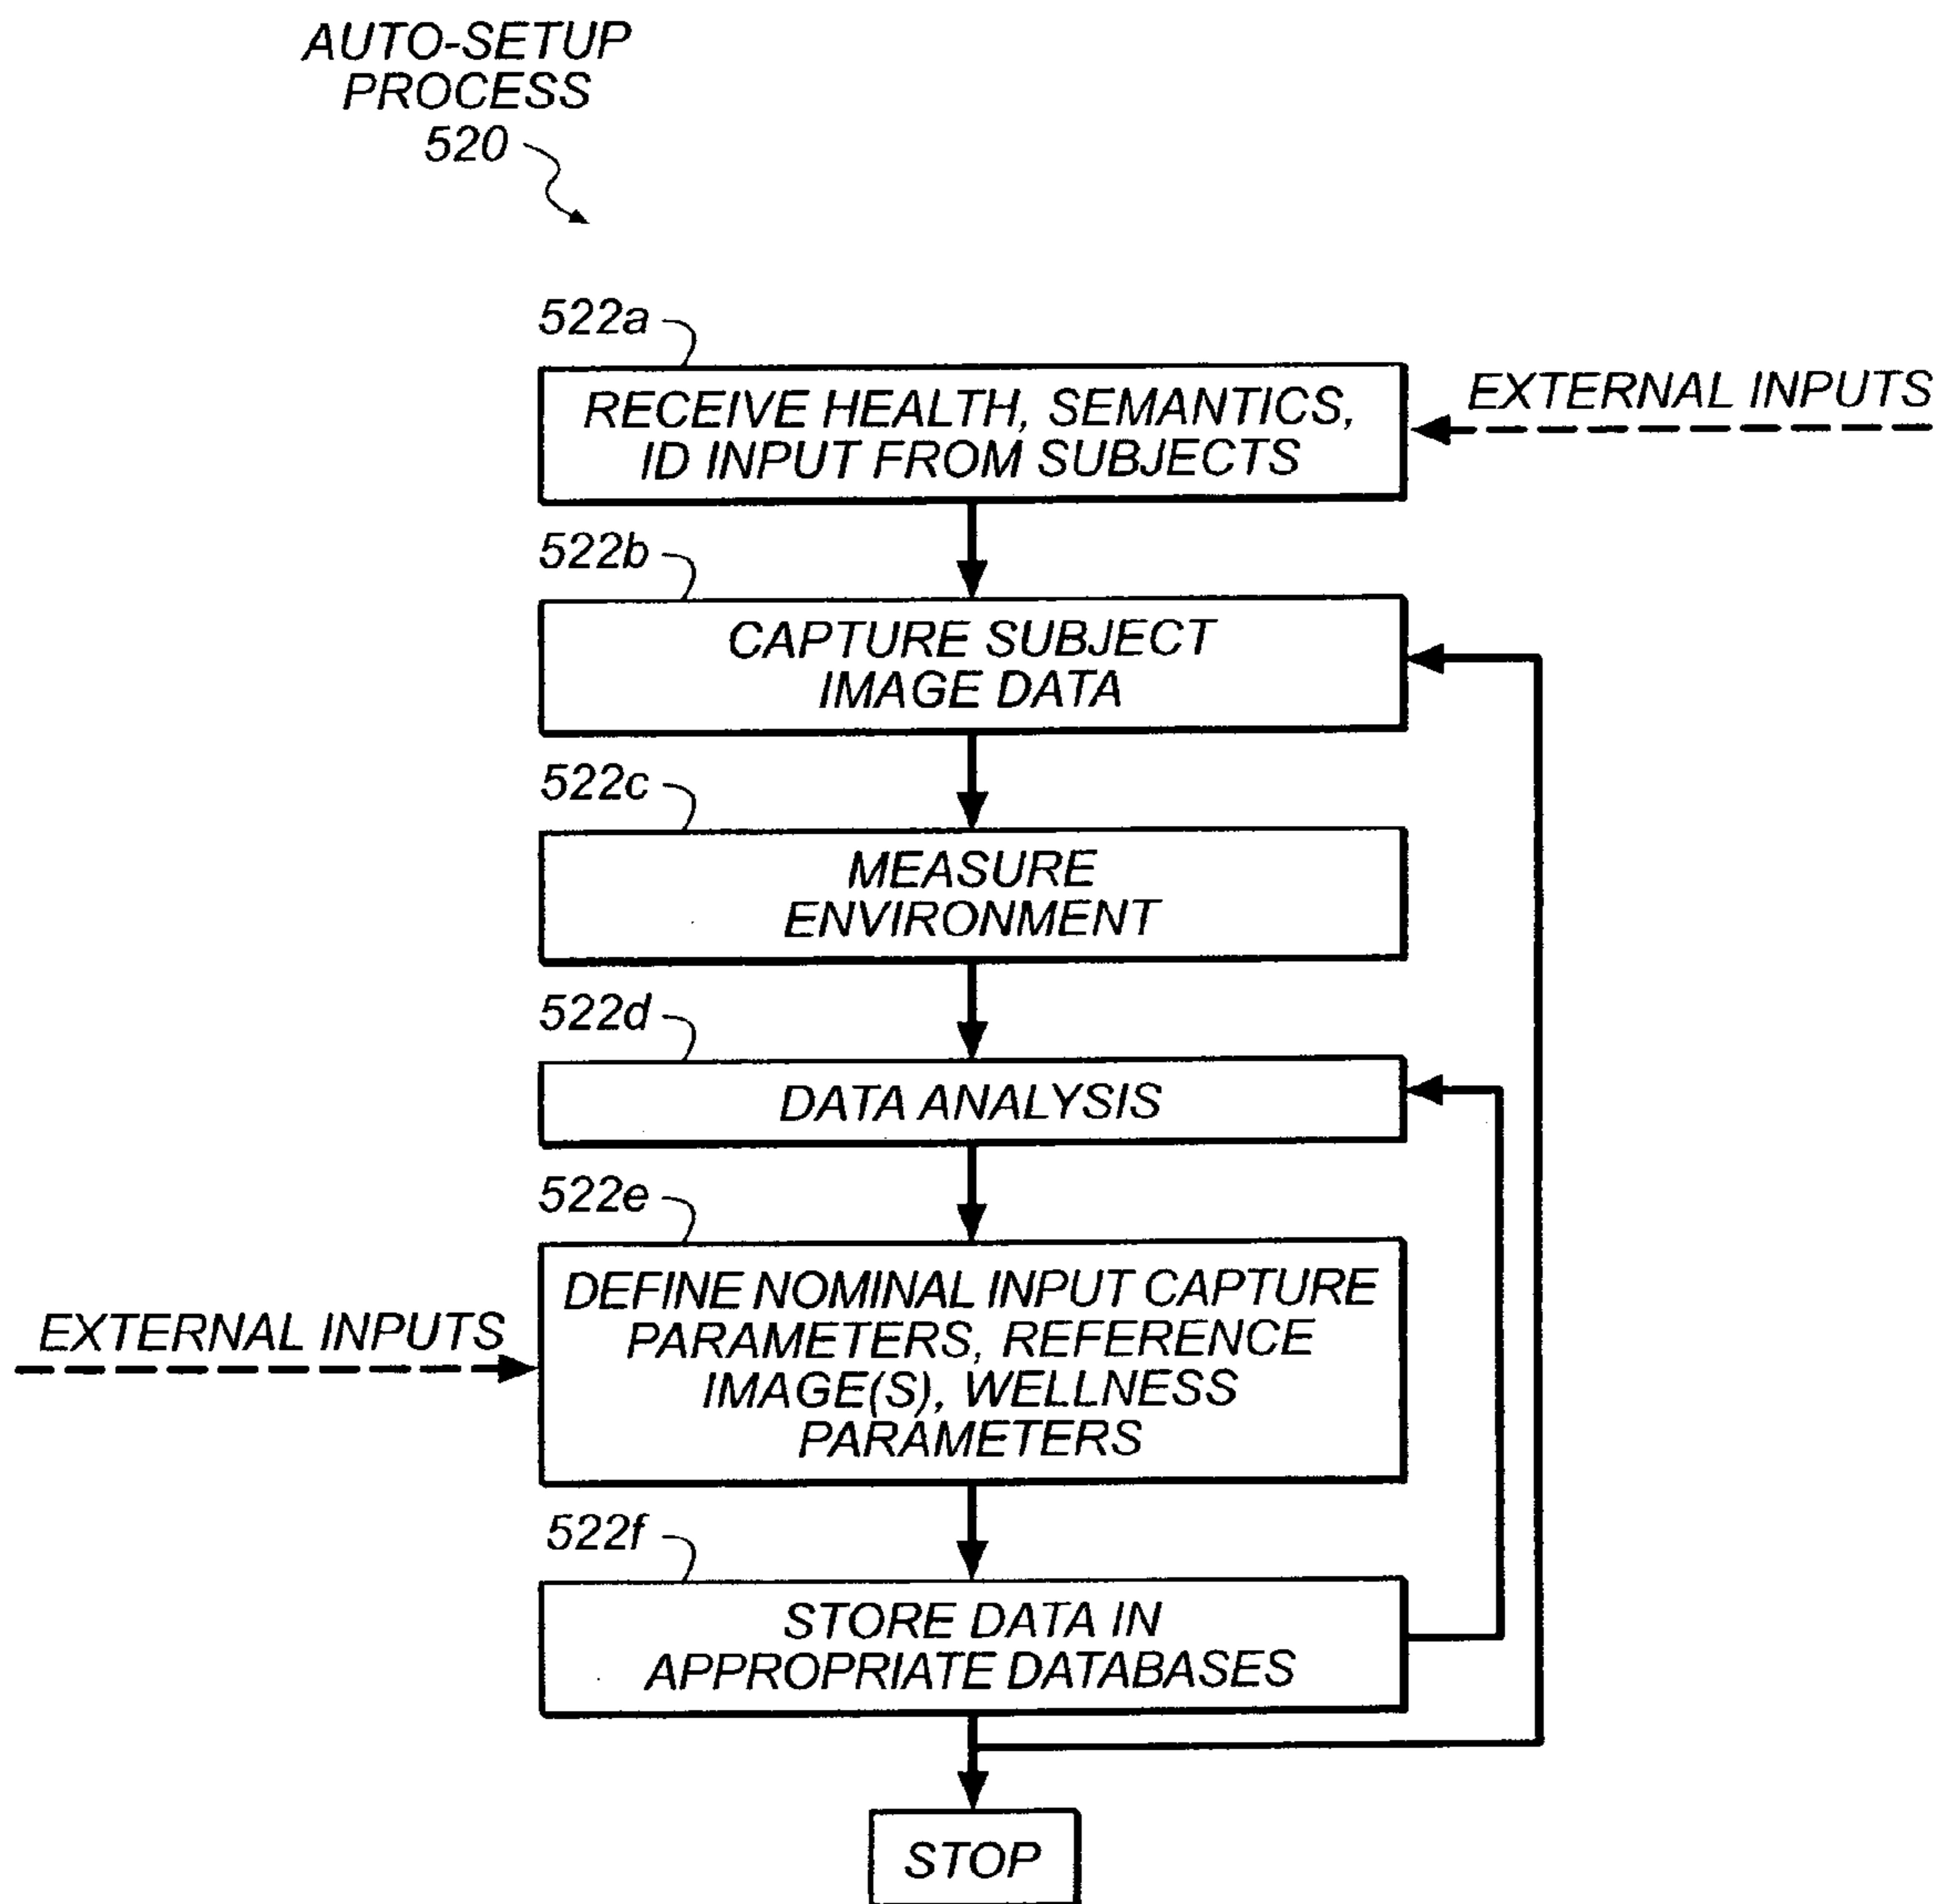 AUTO-SETUP
PROCESS
520
522a
RECEIVE HEALTH, SEMANTICS,
ID INPUT FROM SUBJECTS
EXTERNAL INPUTS
522b
CAPTURE SUBJECT
IMAGE DATA
522c
MEASURE
ENVIRONMENT
522d
DATA ANALYSIS
522e
DEFINE NOMINAL INPUT CAPTURE
PARAMETERS, REFERENCE
IMAGE(S), WELLNESS
PARAMETERS
EXTERNAL INPUTS
522f
STORE DATA IN
APPROPRIATE DATABASES
STOP